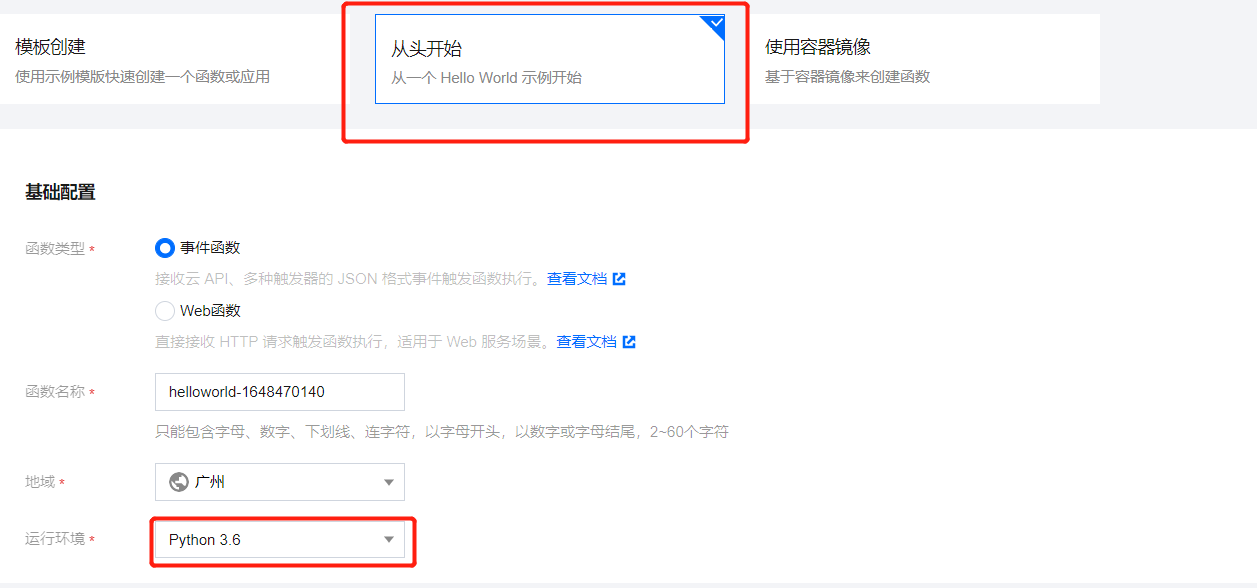 模板创建
使用示例模版快速创建一个函数或应用
从头开始
从一个 Hello World 示例开始
使用容器镜像
基于容器镜像来创建函数
基础配置
函数类型 *
事件函数
接收云 API、多种触发器的 JSON 格式事件触发函数执行。查看文档
Web函数
直接接收 HTTP 请求触发函数执行，适用于 Web 服务场景。查看文档
函数名称 *
helloworld-1648470140
只能包含字母、数字、下划线、连字符，以字母开头，以数字或字母结尾，2~60个字符
地域 *
广州
运行环境 *
Python 3.6